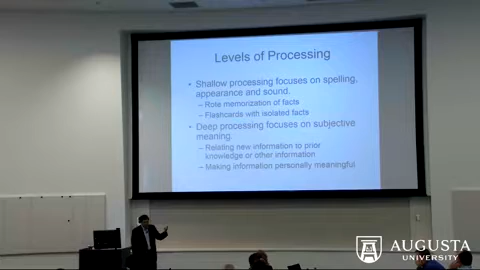 Levels of Processing
• Shallow processing focuses on spelling,
appearance and sound.
– Rote memorization of facts
– Flashcards with isolated facts
• Deep processing focuses on subjective
meaning.
– Relating new information to prior
knowledge or other information
– Making information personally meaningful
AUGUSTA
UNIVERSITY